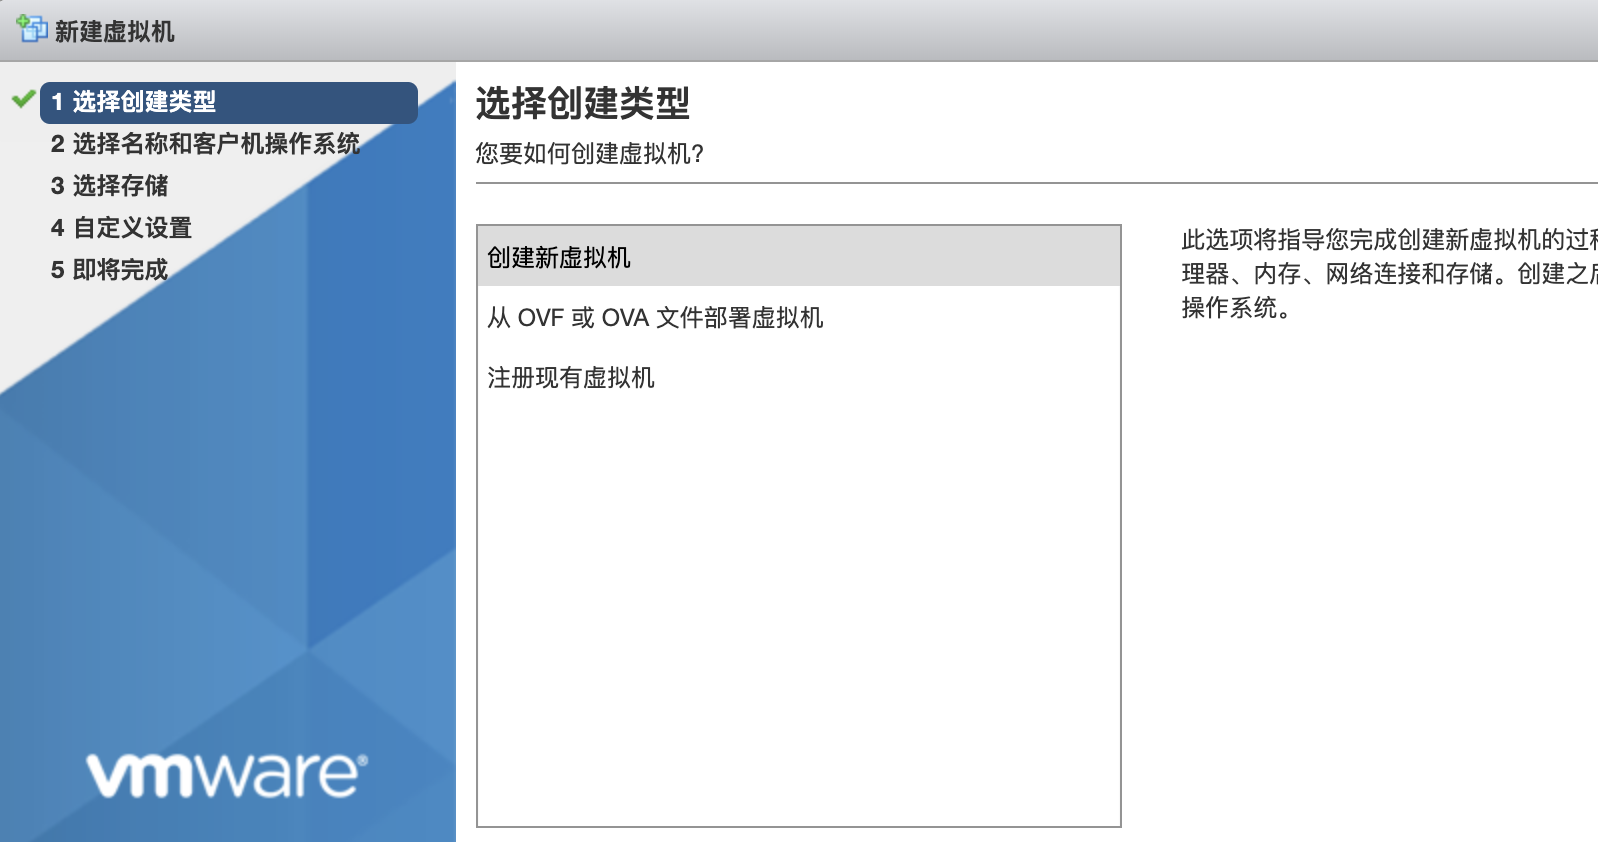 新建虚拟机
1 选择创建类型
2 选择名称和客户机操作系统
3 选择存储
4 自定义设置
5 即将完成
vmware®
选择创建类型
您要如何创建虚拟机?
创建新虚拟机
从 OVF 或 OVA 文件部署虚拟机
注册现有虚拟机
此选项将指导您完成创建新虚拟机的过
理器、内存、网络连接和存储。创建之
操作系统。